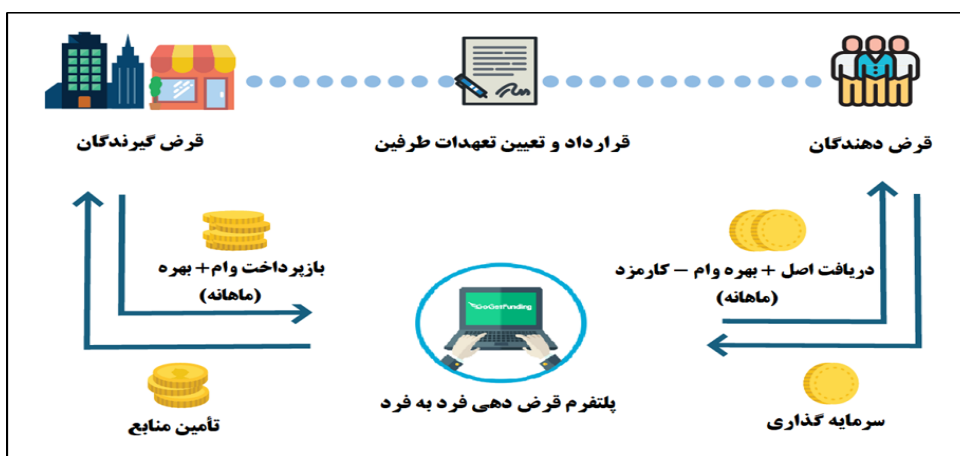 قرض گیرندگان
قرارداد و تعیین تعهدات طرفین
قرض دهندگان
بازپرداخت وام+ بهره
(ماهانه)
دریافت اصل + بهره وام – کارمزد
(ماهانه)
GoGetFunding
پلتفرم قرض دهی فرد به فرد
تأمین منابع
سرمایه گذاری